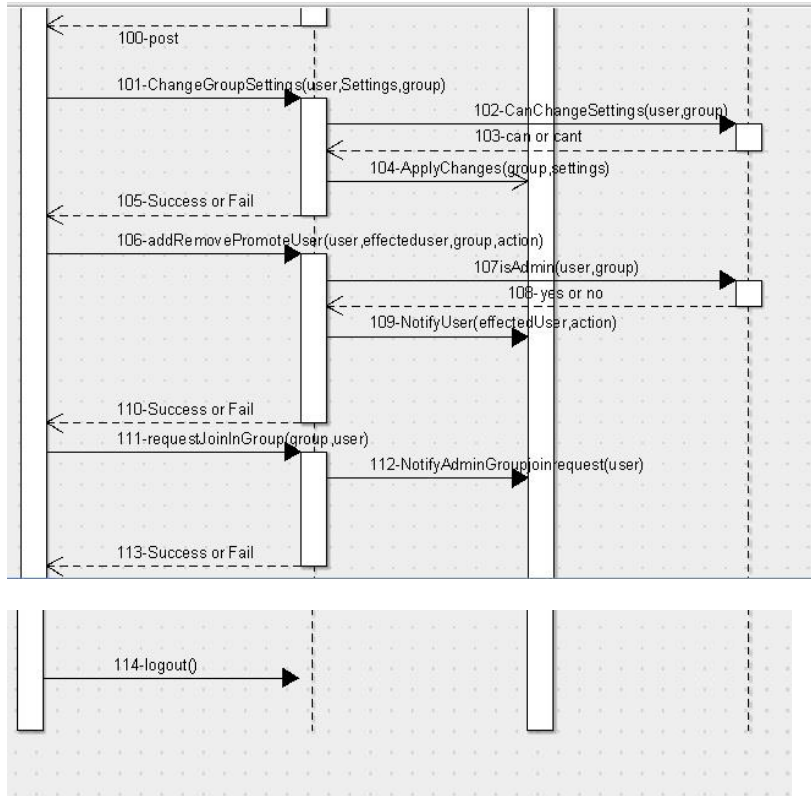 100-post
101-ChangeGroupSettings(user,Settings,group)
102-CanChangeSettings(user,group)
103-can or cant
104-ApplyChanges(group,settings)
105-Success or Fail
106-addRemovePromoteUser(user,effecteduser,group,action)
107isAdmin(user,group)
108-yes or no
109-NotifyUser(effectedUser,action)
110-Success or Fail
111-requestJoinInGroup(group,user)
112-NotifyAdminGroupjoinrequest(user)
113-Success or Fail
114-logout()